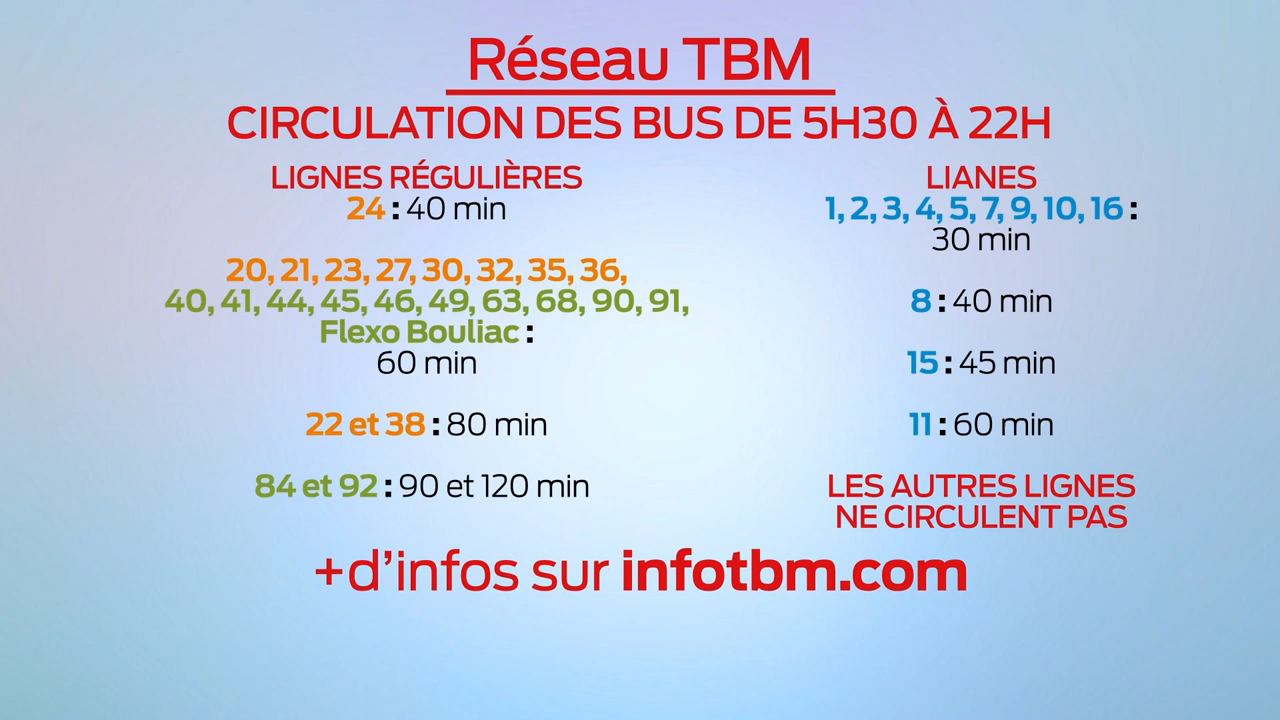 Réseau TBM
CIRCULATION DES BUS DE 5H30 À 22H
LIGNES RÉGULIÈRES
24 : 40 min
20, 21, 23, 27, 30, 32, 35, 36,
40, 41, 44, 45, 46, 49, 63, 68, 90, 91,
Flexo Bouliac :
60 min
22 et 38 : 80 min
84 et 92 : 90 et 120 min
LIANES
1, 2, 3, 4, 5, 7, 9, 10, 16 :
30 min
8 : 40 min
15 : 45 min
11 : 60 min
LES AUTRES LIGNES
NE CIRCULENT PAS
+d’infos sur infotbm.com